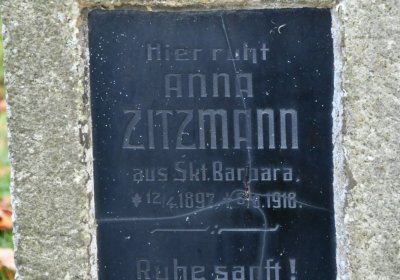 Hier ruht
ANNA
ZITZMANN
aus Skt. Barbara.
* 12/4.1897. 1918.
Ruhe sanft!